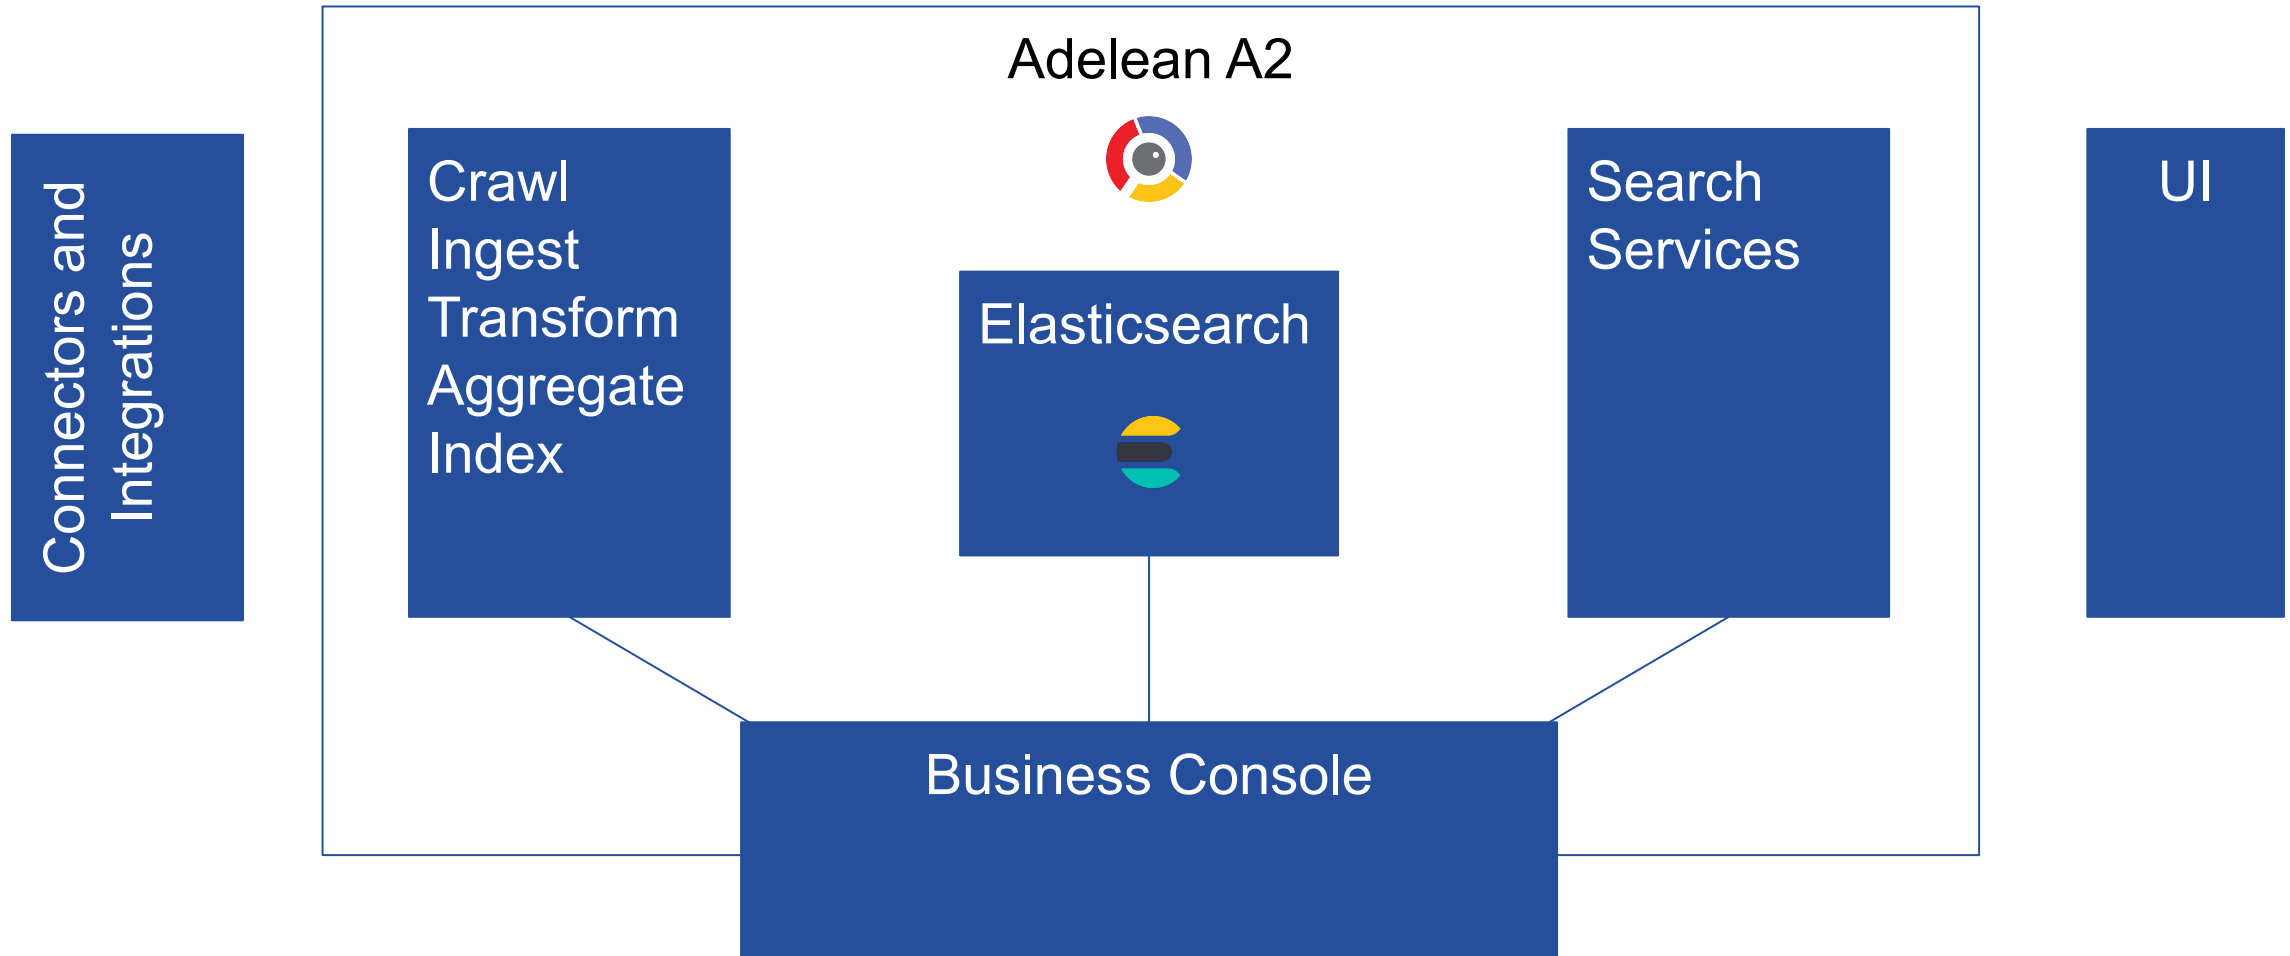 Adelean A2
Connectors and
Integrations
Crawl
Ingest
Transform
Aggregate
Index
Elasticsearch
Search
Services
UI
Business Console